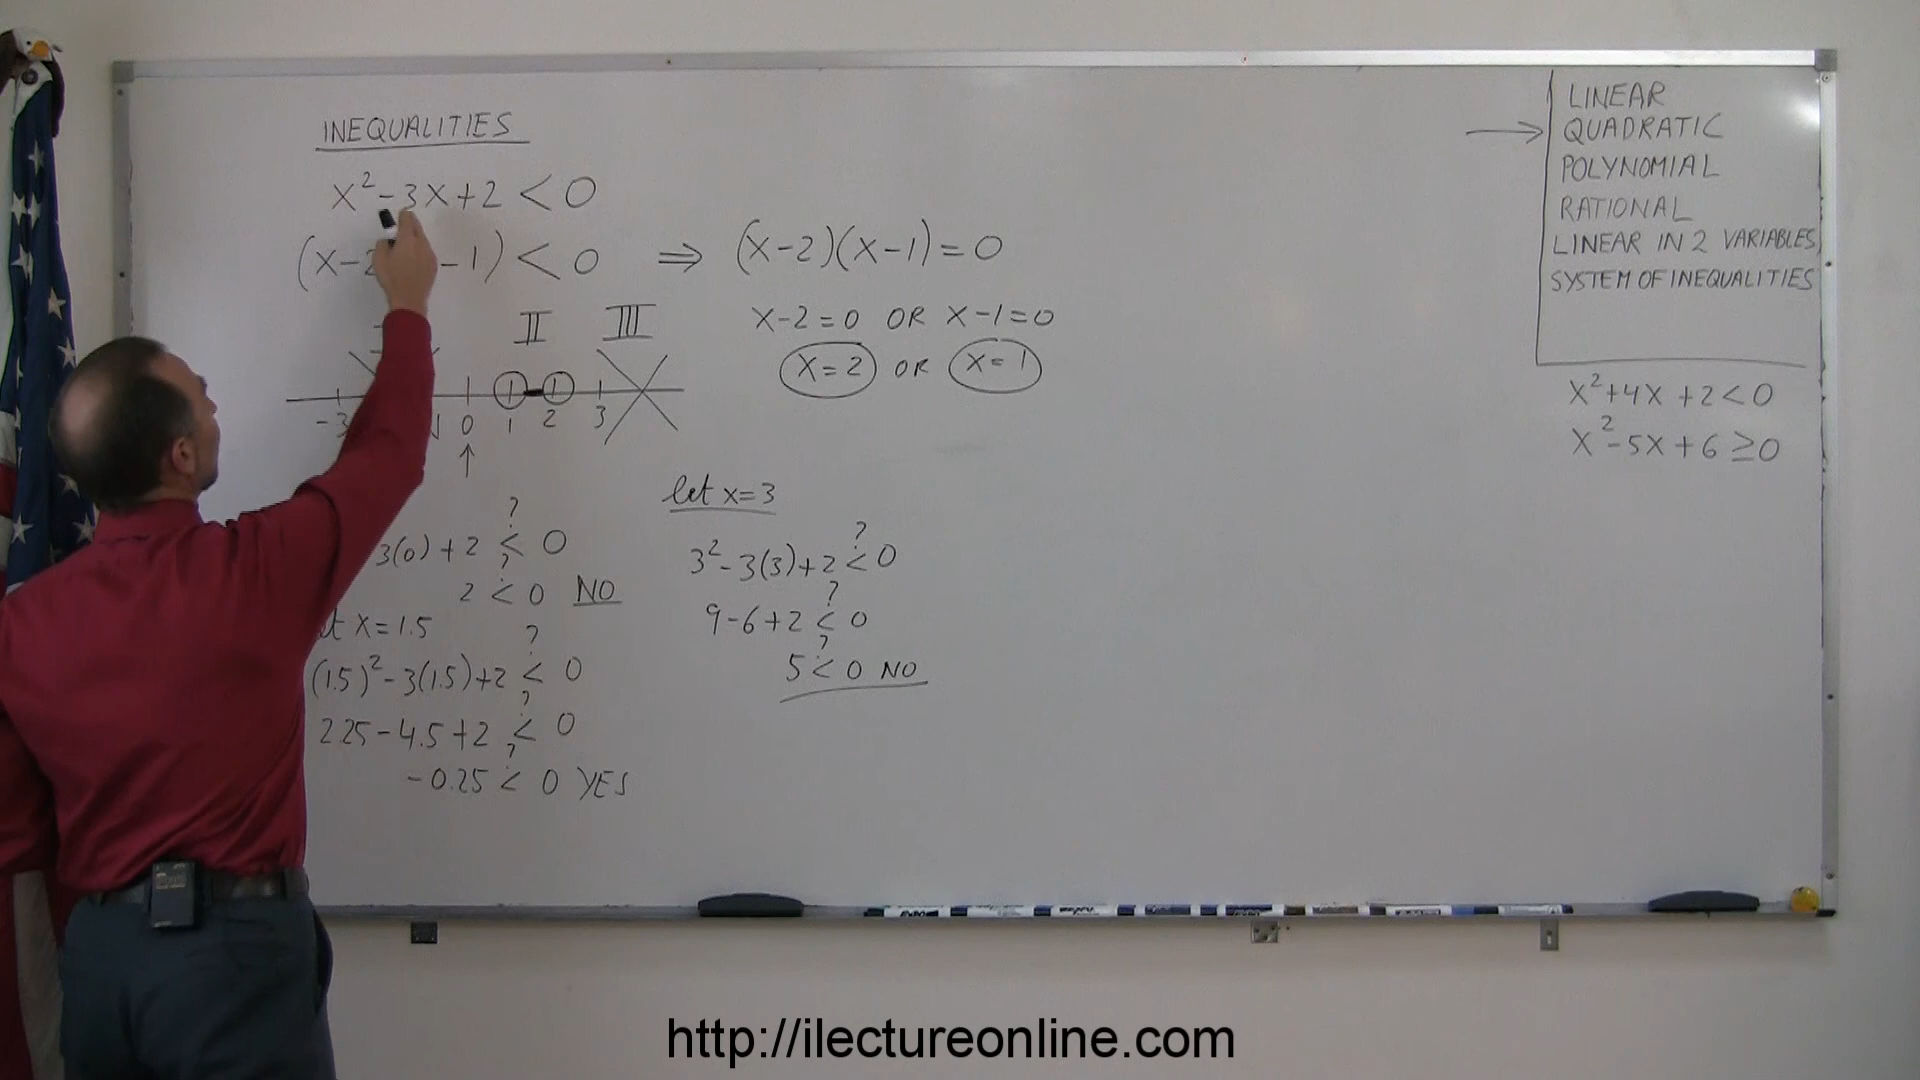 INEQUALITIES
x²-3x+2 < 0
(x-2 -1) < 0 ⇒ (x-2)(x-1) = 0
II III
x-2=0 OR x-1=0
x=2 OR x=1
-3 0 1 2 3
↑
? 
3(0)+2 < 0
?
2 < 0 NO
x=1.5
?
(1.5)²-3(1.5)+2 < 0
?
2.25-4.5+2 < 0
?
-0.25 < 0 YES
let x=3
?
3²-3(3)+2 < 0
?
9-6+2 < 0
?
5 < 0 NO
→ LINEAR
QUADRATIC
POLYNOMIAL
RATIONAL
LINEAR IN 2 VARIABLES
SYSTEM OF INEQUALITIES
x²+4x+2<0
x²-5x+6≥0
http://ilectureonline.com